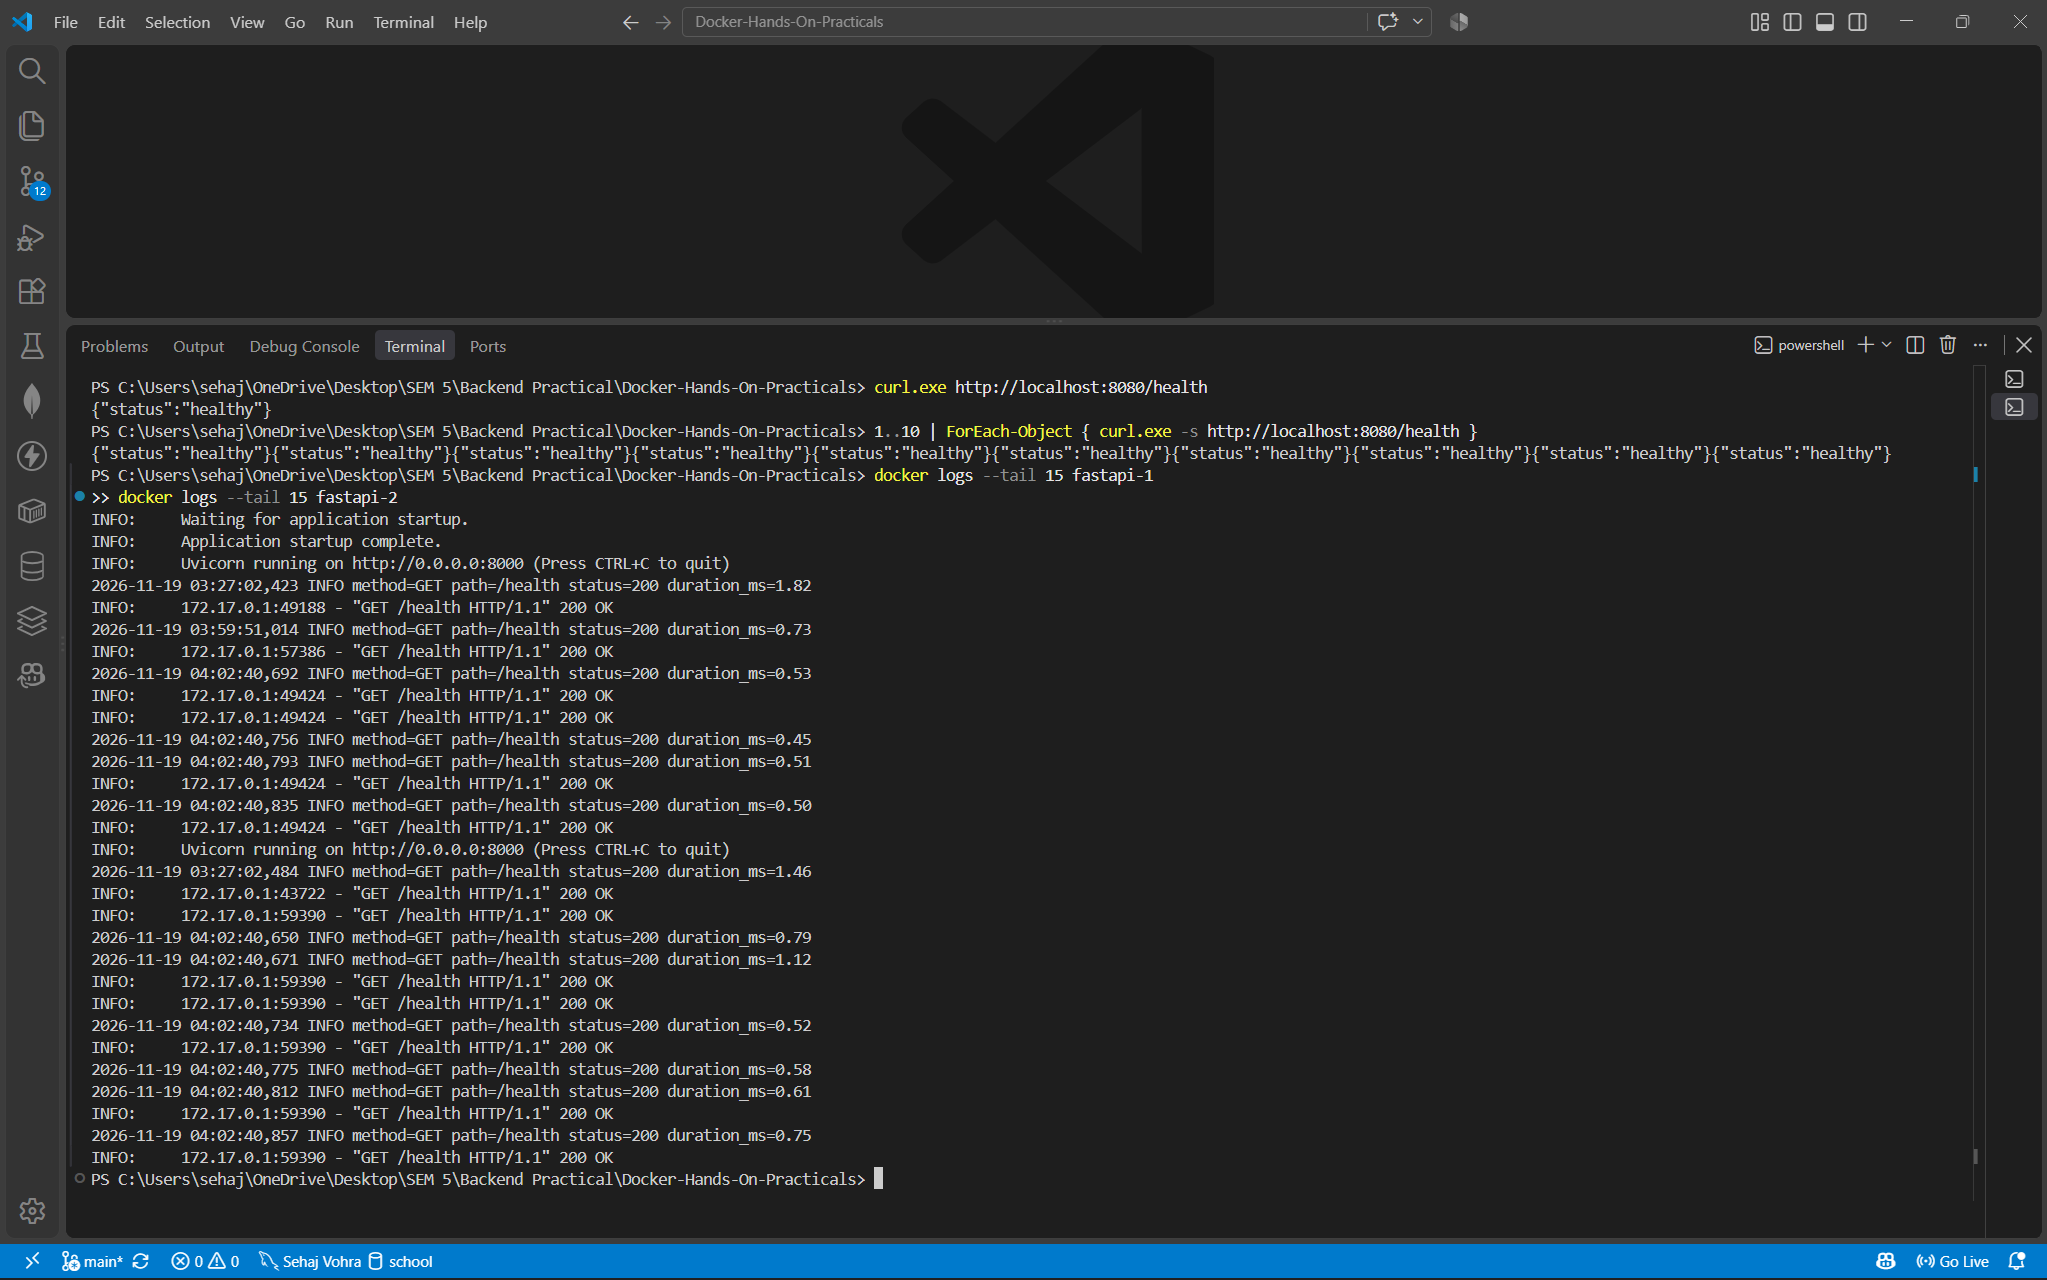 File Edit Selection View Go Run Terminal Help
Docker-Hands-On-Practicals
12
Problems Output Debug Console Terminal Ports
powershell
PS C:\Users\sehaj\OneDrive\Desktop\SEM 5\Backend Practical\Docker-Hands-On-Practicals> curl.exe http://localhost:8080/health
{"status":"healthy"}
PS C:\Users\sehaj\OneDrive\Desktop\SEM 5\Backend Practical\Docker-Hands-On-Practicals> 1..10 | ForEach-Object { curl.exe -s http://localhost:8080/health }
{"status":"healthy"}{"status":"healthy"}{"status":"healthy"}{"status":"healthy"}{"status":"healthy"}{"status":"healthy"}{"status":"healthy"}{"status":"healthy"}{"status":"healthy"}{"status":"healthy"}
PS C:\Users\sehaj\OneDrive\Desktop\SEM 5\Backend Practical\Docker-Hands-On-Practicals> docker logs --tail 15 fastapi-1
>> docker logs --tail 15 fastapi-2
INFO:     Waiting for application startup.
INFO:     Application startup complete.
INFO:     Uvicorn running on http://0.0.0.0:8000 (Press CTRL+C to quit)
2026-11-19 03:27:02,423 INFO method=GET path=/health status=200 duration_ms=1.82
INFO:     172.17.0.1:49188 - "GET /health HTTP/1.1" 200 OK
2026-11-19 03:59:51,014 INFO method=GET path=/health status=200 duration_ms=0.73
INFO:     172.17.0.1:57386 - "GET /health HTTP/1.1" 200 OK
2026-11-19 04:02:40,692 INFO method=GET path=/health status=200 duration_ms=0.53
INFO:     172.17.0.1:49424 - "GET /health HTTP/1.1" 200 OK
INFO:     172.17.0.1:49424 - "GET /health HTTP/1.1" 200 OK
2026-11-19 04:02:40,756 INFO method=GET path=/health status=200 duration_ms=0.45
2026-11-19 04:02:40,793 INFO method=GET path=/health status=200 duration_ms=0.51
INFO:     172.17.0.1:49424 - "GET /health HTTP/1.1" 200 OK
2026-11-19 04:02:40,835 INFO method=GET path=/health status=200 duration_ms=0.50
INFO:     172.17.0.1:49424 - "GET /health HTTP/1.1" 200 OK
INFO:     Uvicorn running on http://0.0.0.0:8000 (Press CTRL+C to quit)
2026-11-19 03:27:02,484 INFO method=GET path=/health status=200 duration_ms=1.46
INFO:     172.17.0.1:43722 - "GET /health HTTP/1.1" 200 OK
INFO:     172.17.0.1:59390 - "GET /health HTTP/1.1" 200 OK
2026-11-19 04:02:40,650 INFO method=GET path=/health status=200 duration_ms=0.79
2026-11-19 04:02:40,671 INFO method=GET path=/health status=200 duration_ms=1.12
INFO:     172.17.0.1:59390 - "GET /health HTTP/1.1" 200 OK
INFO:     172.17.0.1:59390 - "GET /health HTTP/1.1" 200 OK
2026-11-19 04:02:40,734 INFO method=GET path=/health status=200 duration_ms=0.52
INFO:     172.17.0.1:59390 - "GET /health HTTP/1.1" 200 OK
2026-11-19 04:02:40,775 INFO method=GET path=/health status=200 duration_ms=0.58
2026-11-19 04:02:40,812 INFO method=GET path=/health status=200 duration_ms=0.61
INFO:     172.17.0.1:59390 - "GET /health HTTP/1.1" 200 OK
2026-11-19 04:02:40,857 INFO method=GET path=/health status=200 duration_ms=0.75
INFO:     172.17.0.1:59390 - "GET /health HTTP/1.1" 200 OK
PS C:\Users\sehaj\OneDrive\Desktop\SEM 5\Backend Practical\Docker-Hands-On-Practicals>
main* 0 0 Sehaj Vohra school Go Live